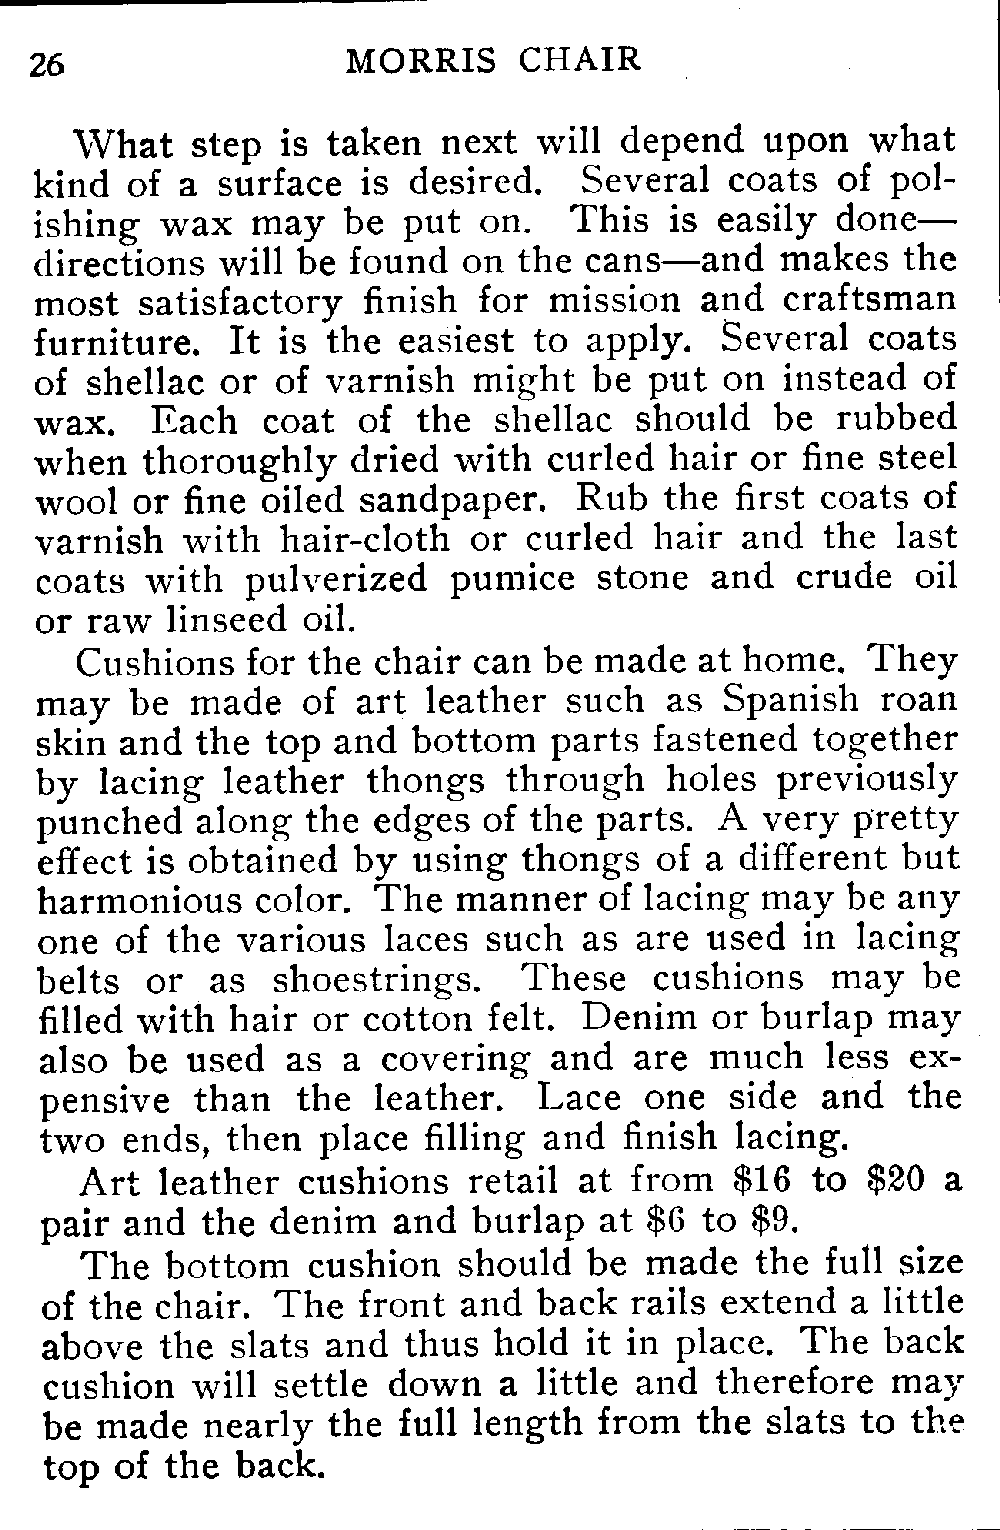 26 MORRIS CHAIR
What step is taken next will depend upon what
kind of a surface is desired. Several coats of pol-
ishing wax may be put on. This is easily done—
directions will be found on the cans—and makes the
most satisfactory finish for mission and craftsman
furniture. It is the easiest to apply. Several coats
of shellac or of varnish might be put on instead of
wax. Each coat of the shellac should be rubbed
when thoroughly dried with curled hair or fine steel
wool or fine oiled sandpaper. Rub the first coats of
varnish with hair-cloth or curled hair and the last
coats with pulverized pumice stone and crude oil
or raw linseed oil.
Cushions for the chair can be made at home. They
may be made of art leather such as Spanish roan
skin and the top and bottom parts fastened together
by lacing leather thongs through holes previously
punched along the edges of the parts. A very pretty
effect is obtained by using thongs of a different but
harmonious color. The manner of lacing may be any
one of the various laces such as are used in lacing
belts or as shoestrings. These cushions may be
filled with hair or cotton felt. Denim or burlap may
also be used as a covering and are much less ex-
pensive than the leather. Lace one side and the
two ends, then place filling and finish lacing.
Art leather cushions retail at from $16 to $20 a
pair and the denim and burlap at $6 to $9.
The bottom cushion should be made the full size
of the chair. The front and back rails extend a little
above the slats and thus hold it in place. The back
cushion will settle down a little and therefore may
be made nearly the full length from the slats to the
top of the back.